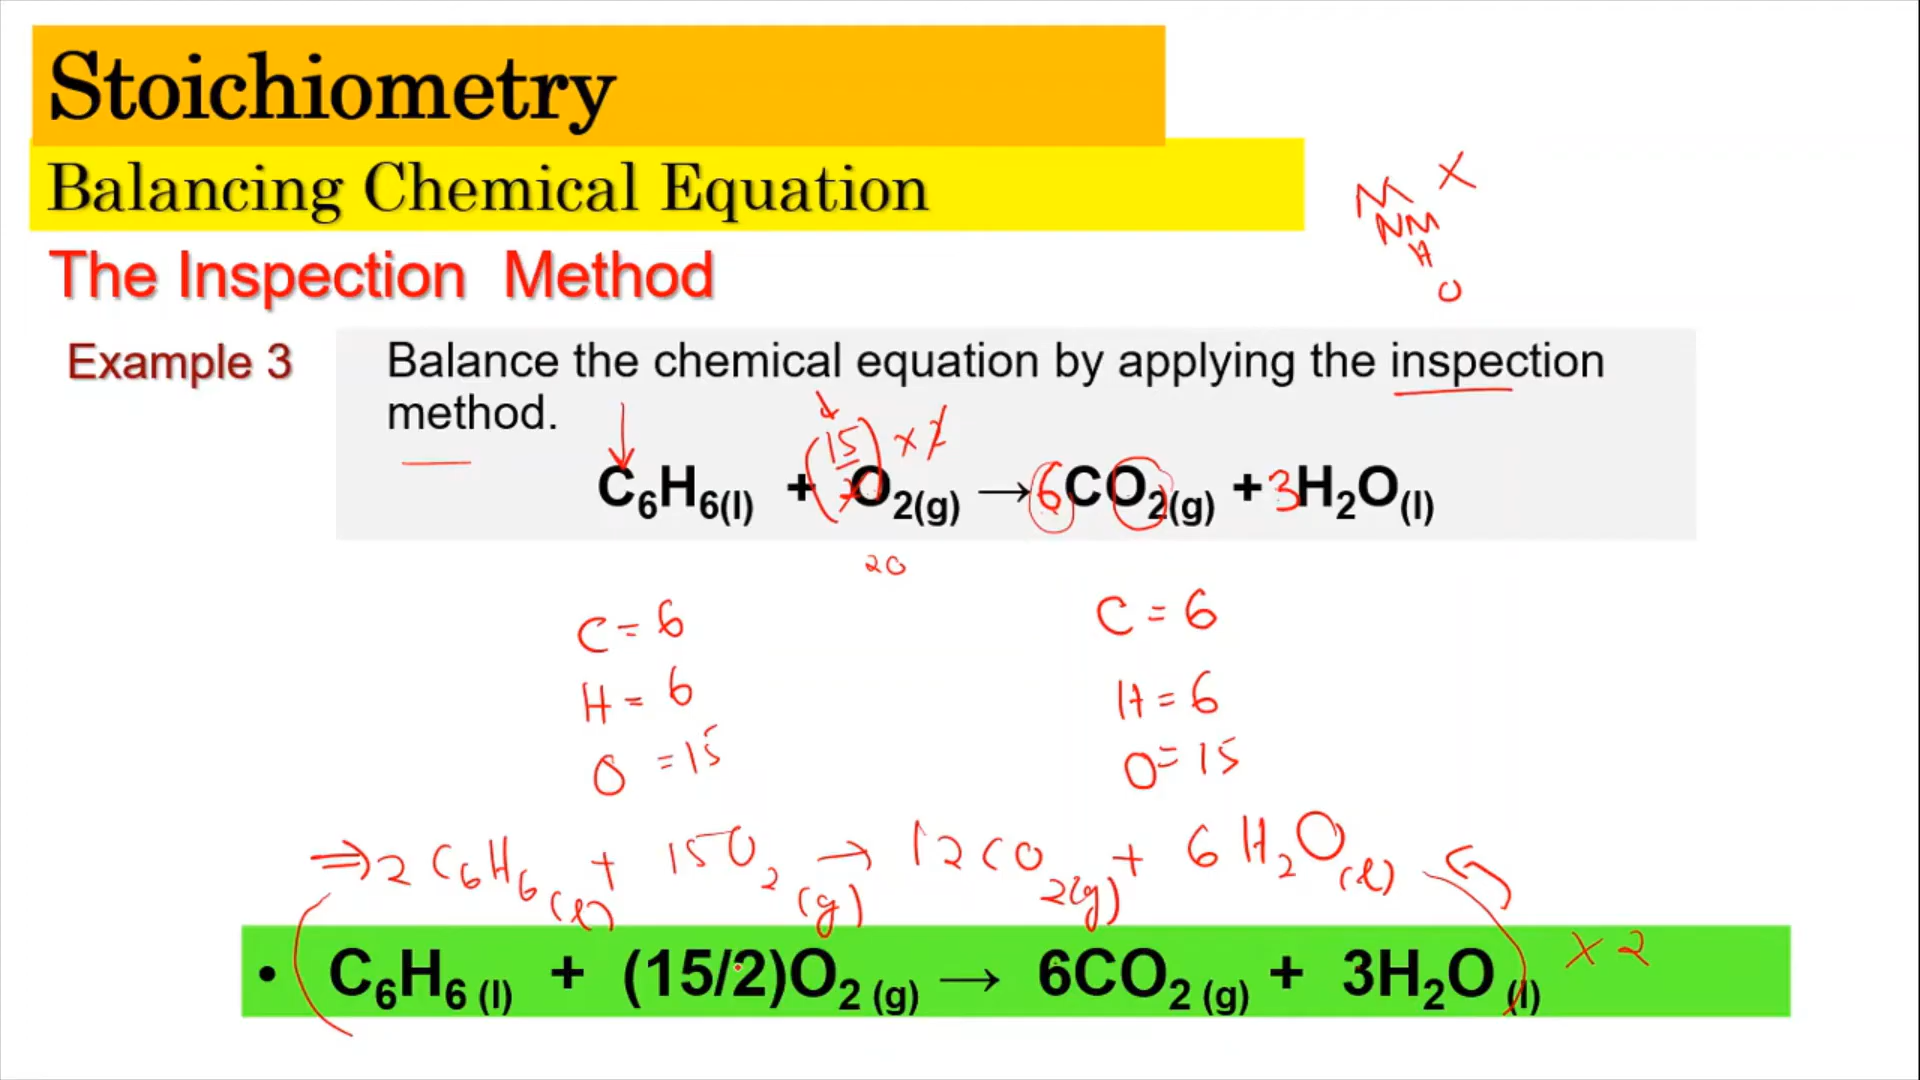 Stoichiometry
Balancing Chemical Equation
M X
NM
H
O
The Inspection Method
Example 3
Balance the chemical equation by applying the inspection
method.
C₆H₆(l) + (15/2)O₂(g) ×2 → 6CO₂(g) + 3H₂O(l)
20
C = 6 C = 6
H = 6 H = 6
O = 15 O = 15
⇒ 2C₆H₆(l) + 15O₂(g) → 12CO₂(g) + 6H₂O(l)
• C₆H₆ (l) + (15/2)O₂ (g) → 6CO₂ (g) + 3H₂O (l) ×2